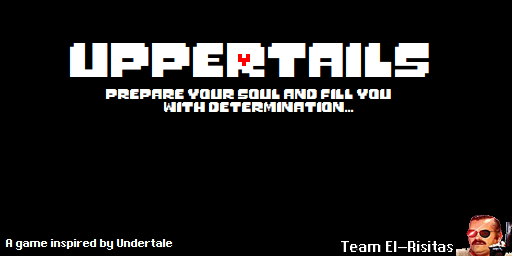 UPPERTAILS
PREPARE YOUR SOUL AND FILL YOU
WITH DETERMINATION...
A game inspired by Undertale
Team El-Risitas